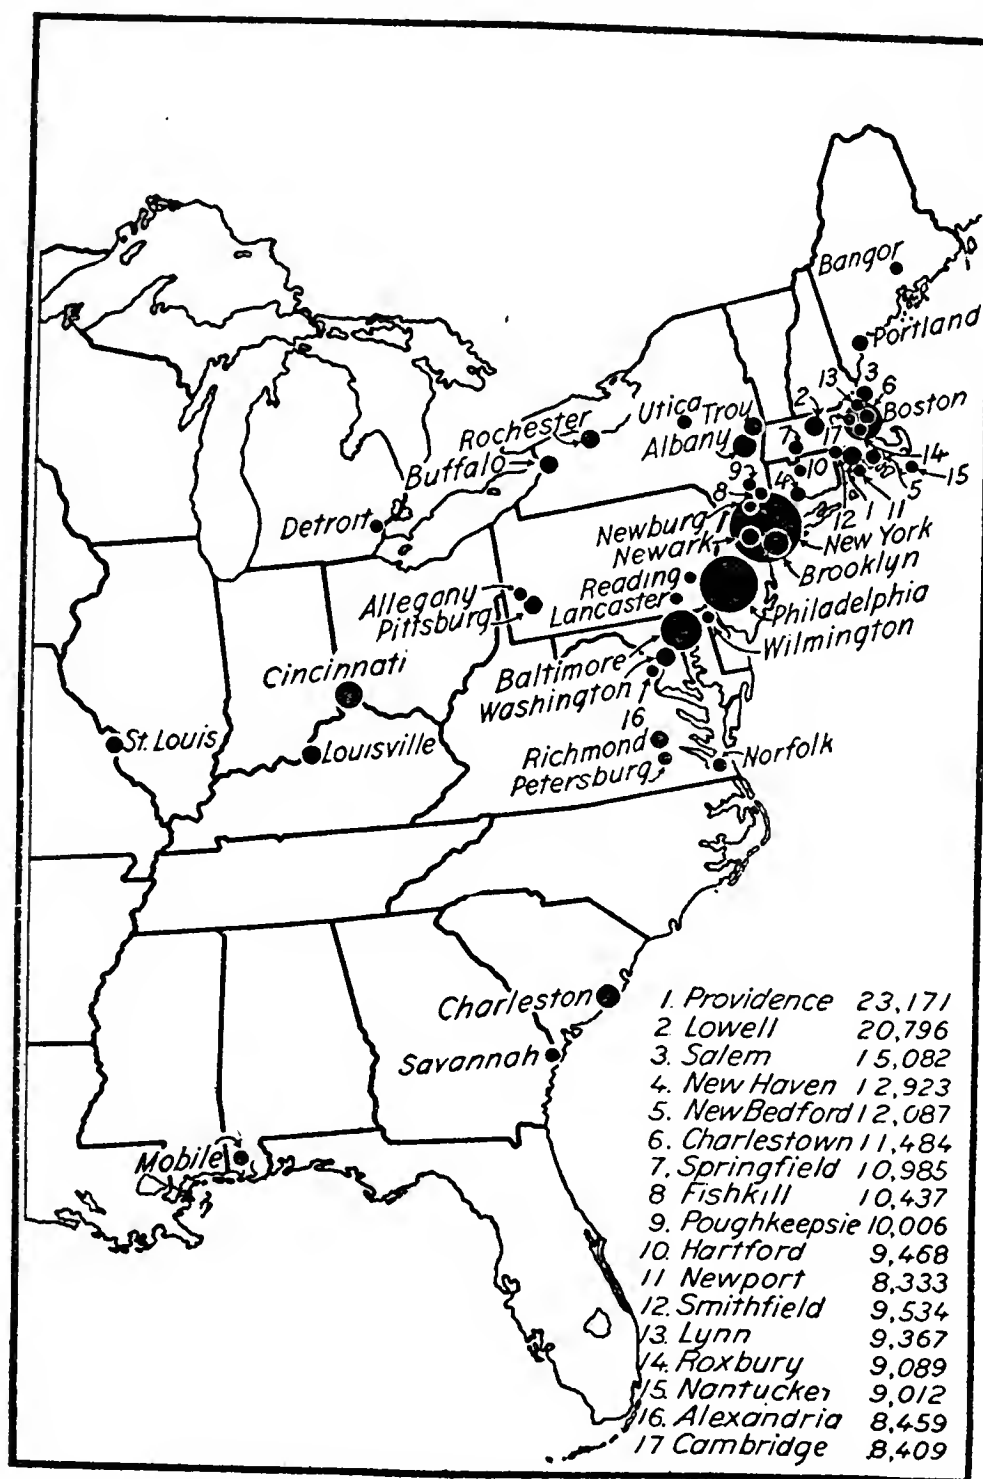 Bangor
Portland
13
3
6
2
Boston
Utica
Troy
Rochester
Albany
Buffalo
7
17
14
15
9
4
10
5
8
12
1
11
Detroit
Newburg
New York
Newark
Brooklyn
Reading
Allegany
Lancaster
Philadelphia
Pittsburg
Wilmington
Cincinnati
Baltimore
Washington
16
St. Louis
Louisville
Richmond
Norfolk
Petersburg
Charleston
Savannah
Mobile
1. Providence 23,171
2 Lowell 20,796
3. Salem 15,082
4. New Haven 12,923
5. New Bedford 12,087
6. Charlestown 11,484
7. Springfield 10,985
8 Fishkill 10,437
9. Poughkeepsie 10,006
10. Hartford 9,468
11 Newport 8,333
12. Smithfield 9,534
13. Lynn 9,367
14. Roxbury 9,089
15. Nantucket 9,012
16. Alexandria 8,459
17 Cambridge 8,409